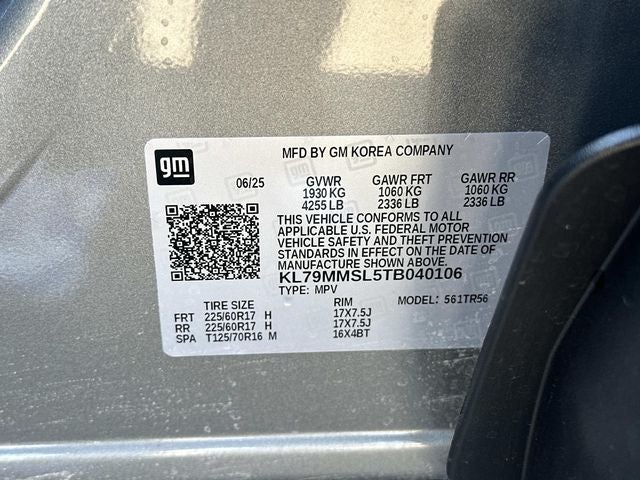 gm
MFD BY GM KOREA COMPANY
06/25 GVWR GAWR FRT GAWR RR
1930 KG 1060 KG 1060 KG
4255 LB 2336 LB 2336 LB
THIS VEHICLE CONFORMS TO ALL
APPLICABLE U.S. FEDERAL MOTOR
VEHICLE SAFETY AND THEFT PREVENTION
STANDARDS IN EFFECT ON THE DATE OF
MANUFACTURE SHOWN ABOVE.
KL79MMSL5TB040106
TYPE: MPV MODEL: 561TR56
TIRE SIZE RIM
FRT 225/60R17 H 17X7.5J
RR 225/60R17 H 17X7.5J
SPA T125/70R16 M 16X4BT